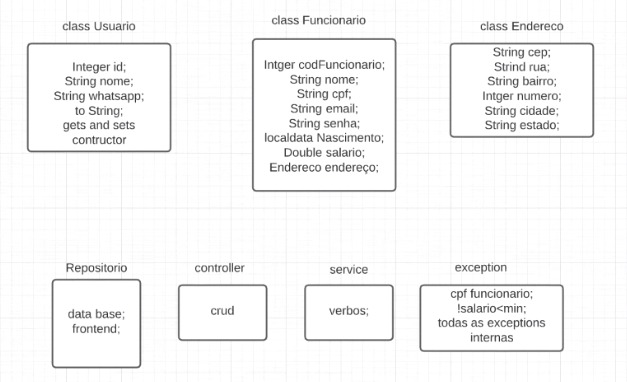 class Usuario
Integer id;
String nome;
String whatsapp;
to String;
gets and sets
contructor
class Funcionario
Intger codFuncionario;
String nome;
String cpf;
String email;
String senha;
localdata Nascimento;
Double salario;
Endereco endereço;
class Endereco
String cep;
Strind rua;
String bairro;
Intger numero;
String cidade;
String estado;
Repositorio
data base;
frontend;
controller
crud
service
verbos;
exception
cpf funcionario;
!salario<min;
todas as exceptions
internas